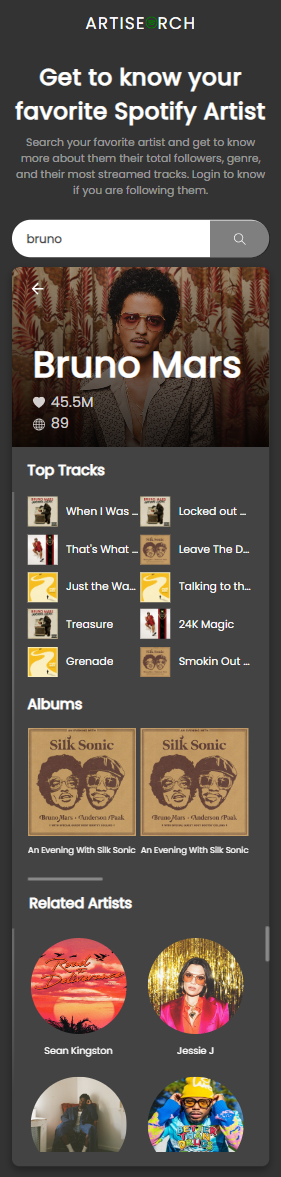 ARTISE RCH
Get to know your
favorite Spotify Artist
Search your favorite artist and get to know
more about them their total followers, genre,
and their most streamed tracks. Login to know
if you are following them.
bruno
Bruno Mars
45.5M
89
Top Tracks
When I Was ...
Locked out ...
That's What ...
Leave The D...
Just the Wa...
Talking to th...
Treasure
24K Magic
Grenade
Smokin Out ...
Albums
Silk Sonic
Silk Sonic
Bruno Mars Anderson .Paak
Bruno Mars Anderson .Paak
An Evening With Silk Sonic
An Evening With Silk Sonic
Related Artists
Sean Kingston
Jessie J